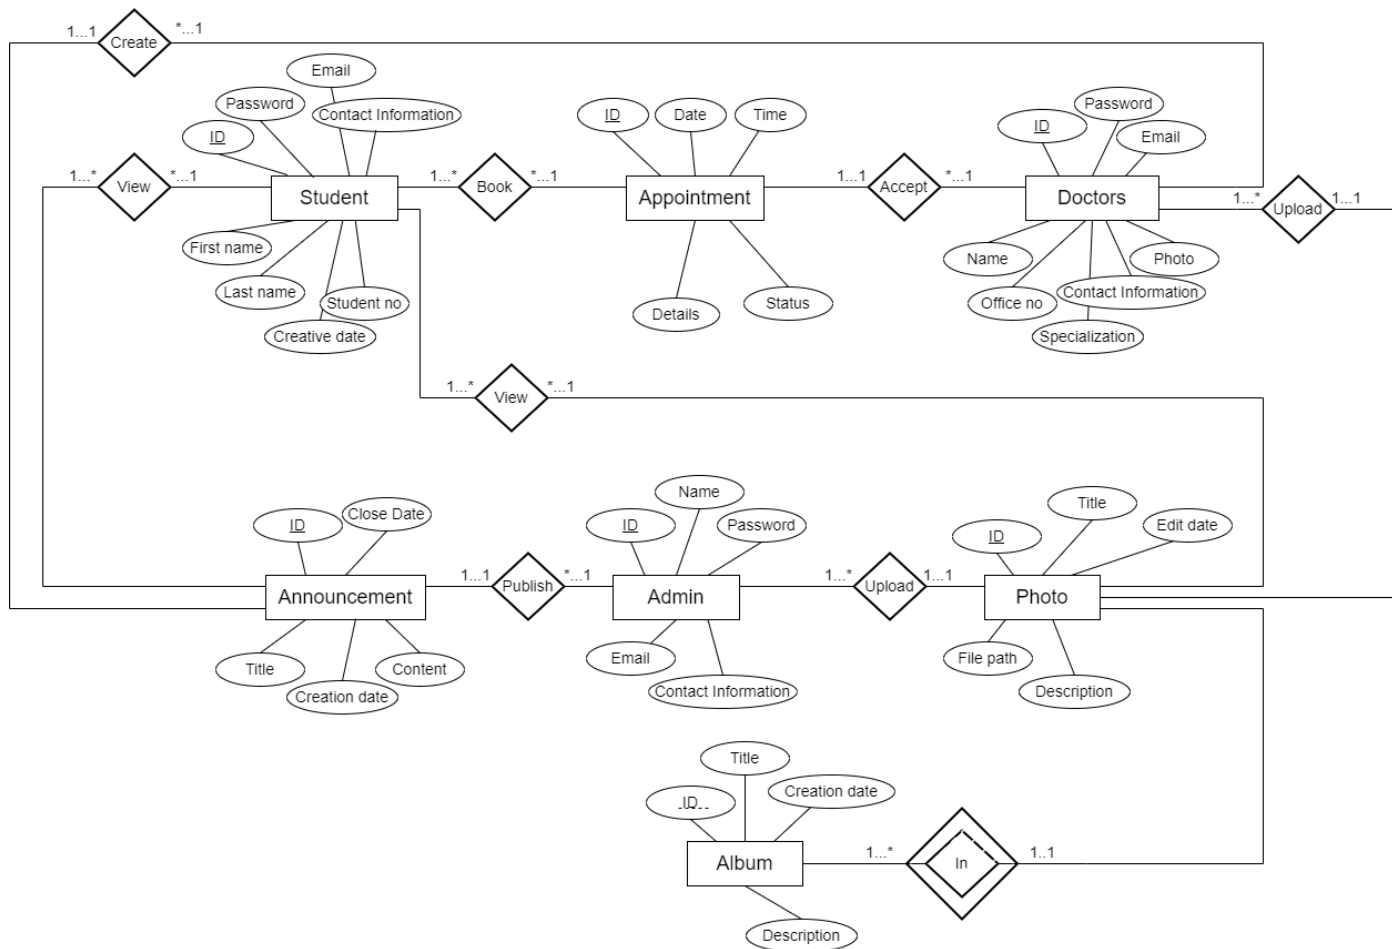 1...1
Create
*...1
Email
Password
Contact Information
ID
ID
Date
Time
Password
ID
Email
1...*
View
*...1
Student
1...*
Book
*...1
Appointment
1...1
Accept
*...1
Doctors
1...*
Upload
1...1
First name
Last name
Student no
Creative date
Details
Status
Name
Photo
Office no
Contact Information
Specialization
1...*
View
*...1
ID
Close Date
Name
ID
Password
Title
ID
Edit date
Announcement
1...1
Publish
*...1
Admin
1...*
Upload
1...1
Photo
Title
Creation date
Content
Email
Contact Information
File path
Description
Title
ID
Creation date
Album
1...*
In
1..1
Description